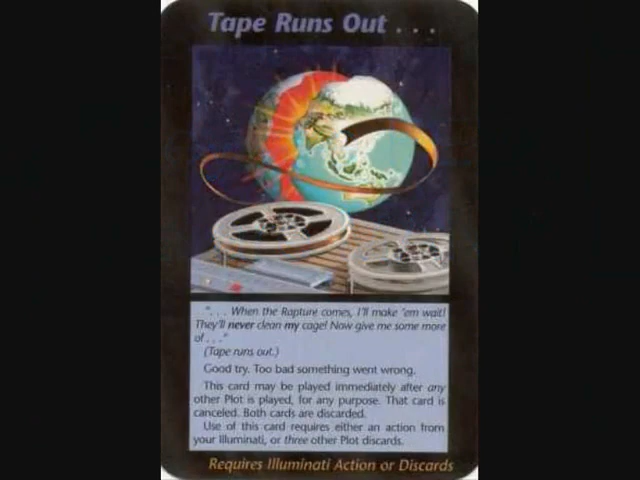 Tape Runs Out . . .
". . . When the Rapture comes, I'll make 'em wait!
They'll never clean my cage! Now give me some more
of . . ."
(Tape runs out.)
Good try. Too bad something went wrong.
This card may be played immediately after any
other Plot is played, for any purpose. That card is
canceled. Both cards are discarded.
Use of this card requires either an action from
your Illuminati, or three other Plot discards.
Requires Illuminati Action or Discards